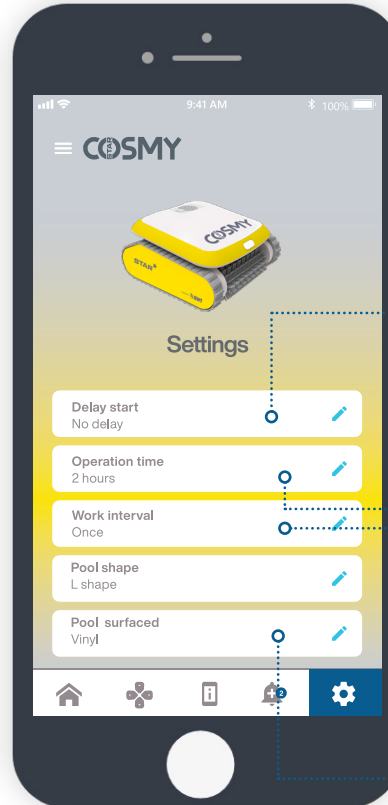 9:41 AM
100%
COSMY
STAR
COSMY
STAR
Settings
Delay start
No delay
Operation time
2 hours
Work interval
Once
Pool shape
L shape
Pool surfaced
Vinyl
2